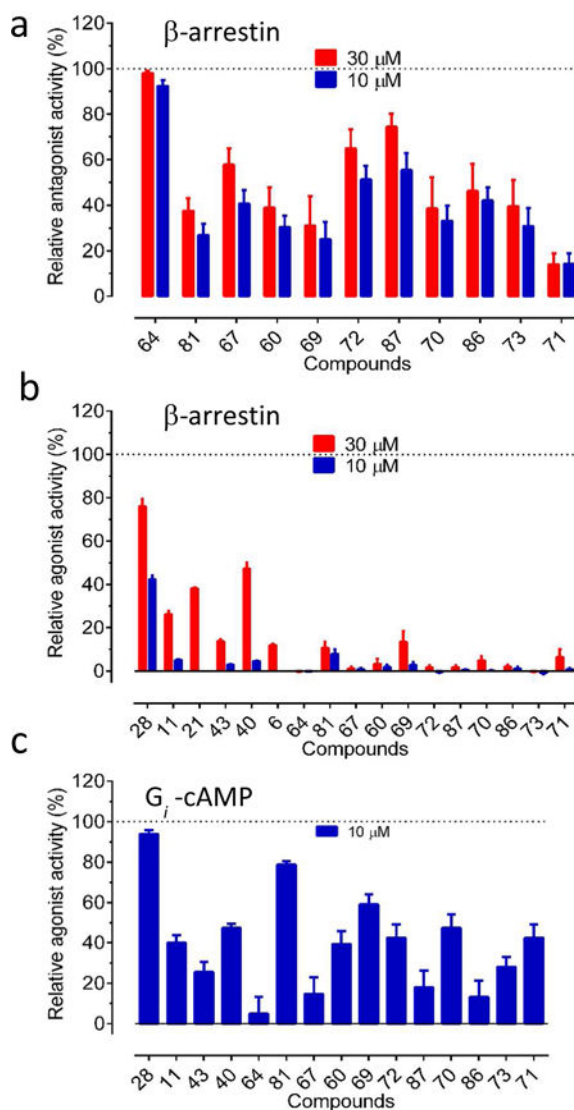 a
β-arrestin
Relative antagonist activity (%)
120
100
80
60
40
20
0
30 μM
10 μM
64 81 67 60 69 72 87 70 86 73 71
Compounds
b
β-arrestin
Relative agonist activity (%)
120
100
80
60
40
20
0
30 μM
10 μM
28 11 21 43 40 6 64 81 67 60 69 72 87 70 86 73 71
Compounds
c
Gi -cAMP
Relative agonist activity (%)
120
100
80
60
40
20
0
10 μM
28 11 43 40 64 81 67 60 69 72 87 70 86 73 71
Compounds